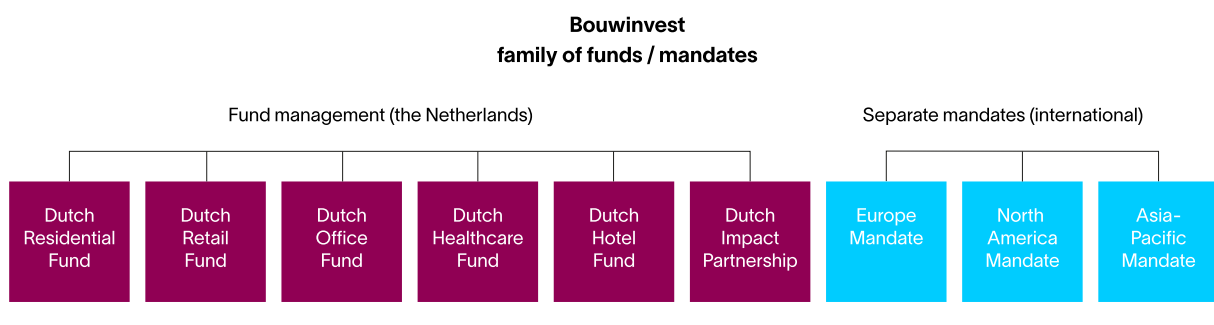 Bouwinvest
family of funds / mandates
Fund management (the Netherlands)
Separate mandates (international)
Dutch
Residential
Fund
Dutch
Retail
Fund
Dutch
Office
Fund
Dutch
Healthcare
Fund
Dutch
Hotel
Fund
Dutch
Impact
Partnership
Europe
Mandate
North
America
Mandate
Asia-
Pacific
Mandate